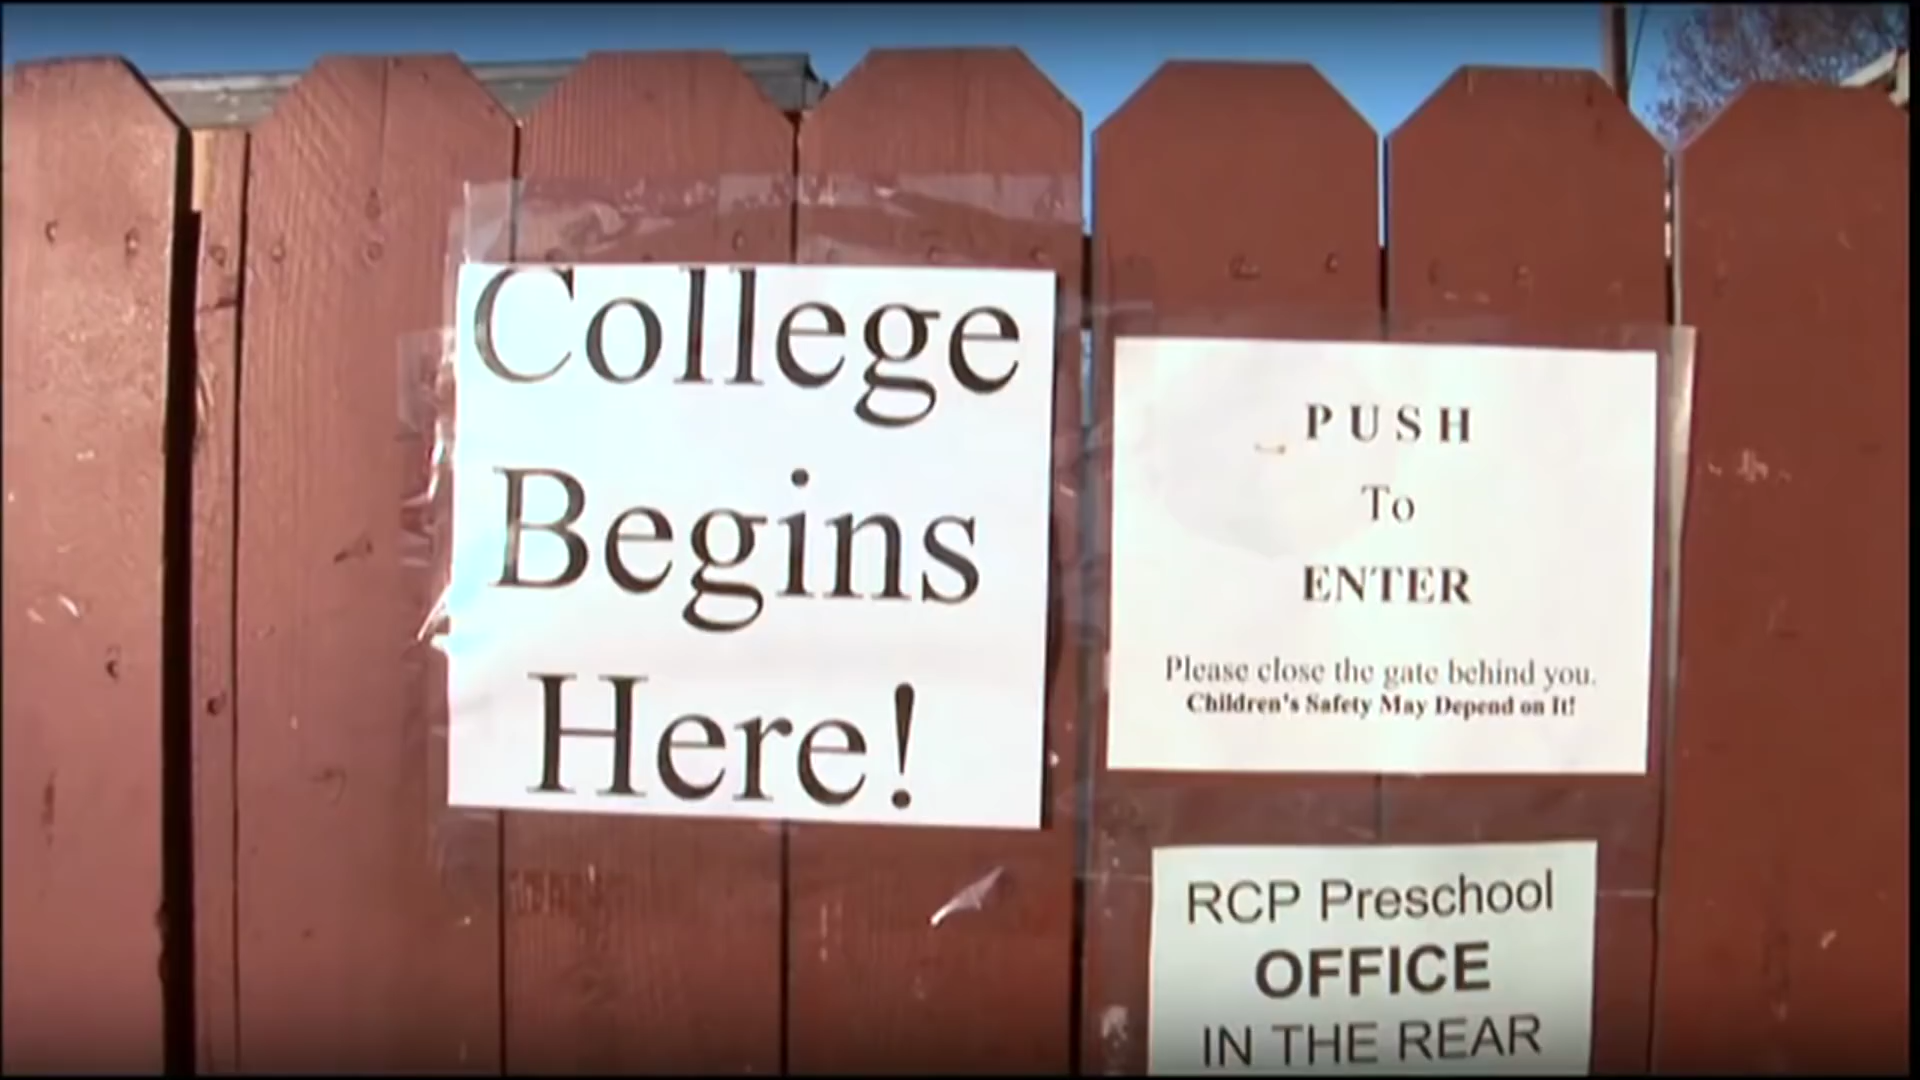 College
Begins
Here!
PUSH
To
ENTER
Please close the gate behind you.
Children's Safety May Depend on It!
RCP Preschool
OFFICE
IN THE REAR